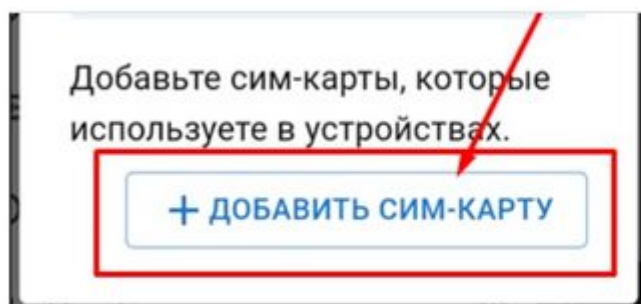 Добавьте сим-карты, которые
используете в устройствах.
+ ДОБАВИТЬ СИМ-КАРТУ